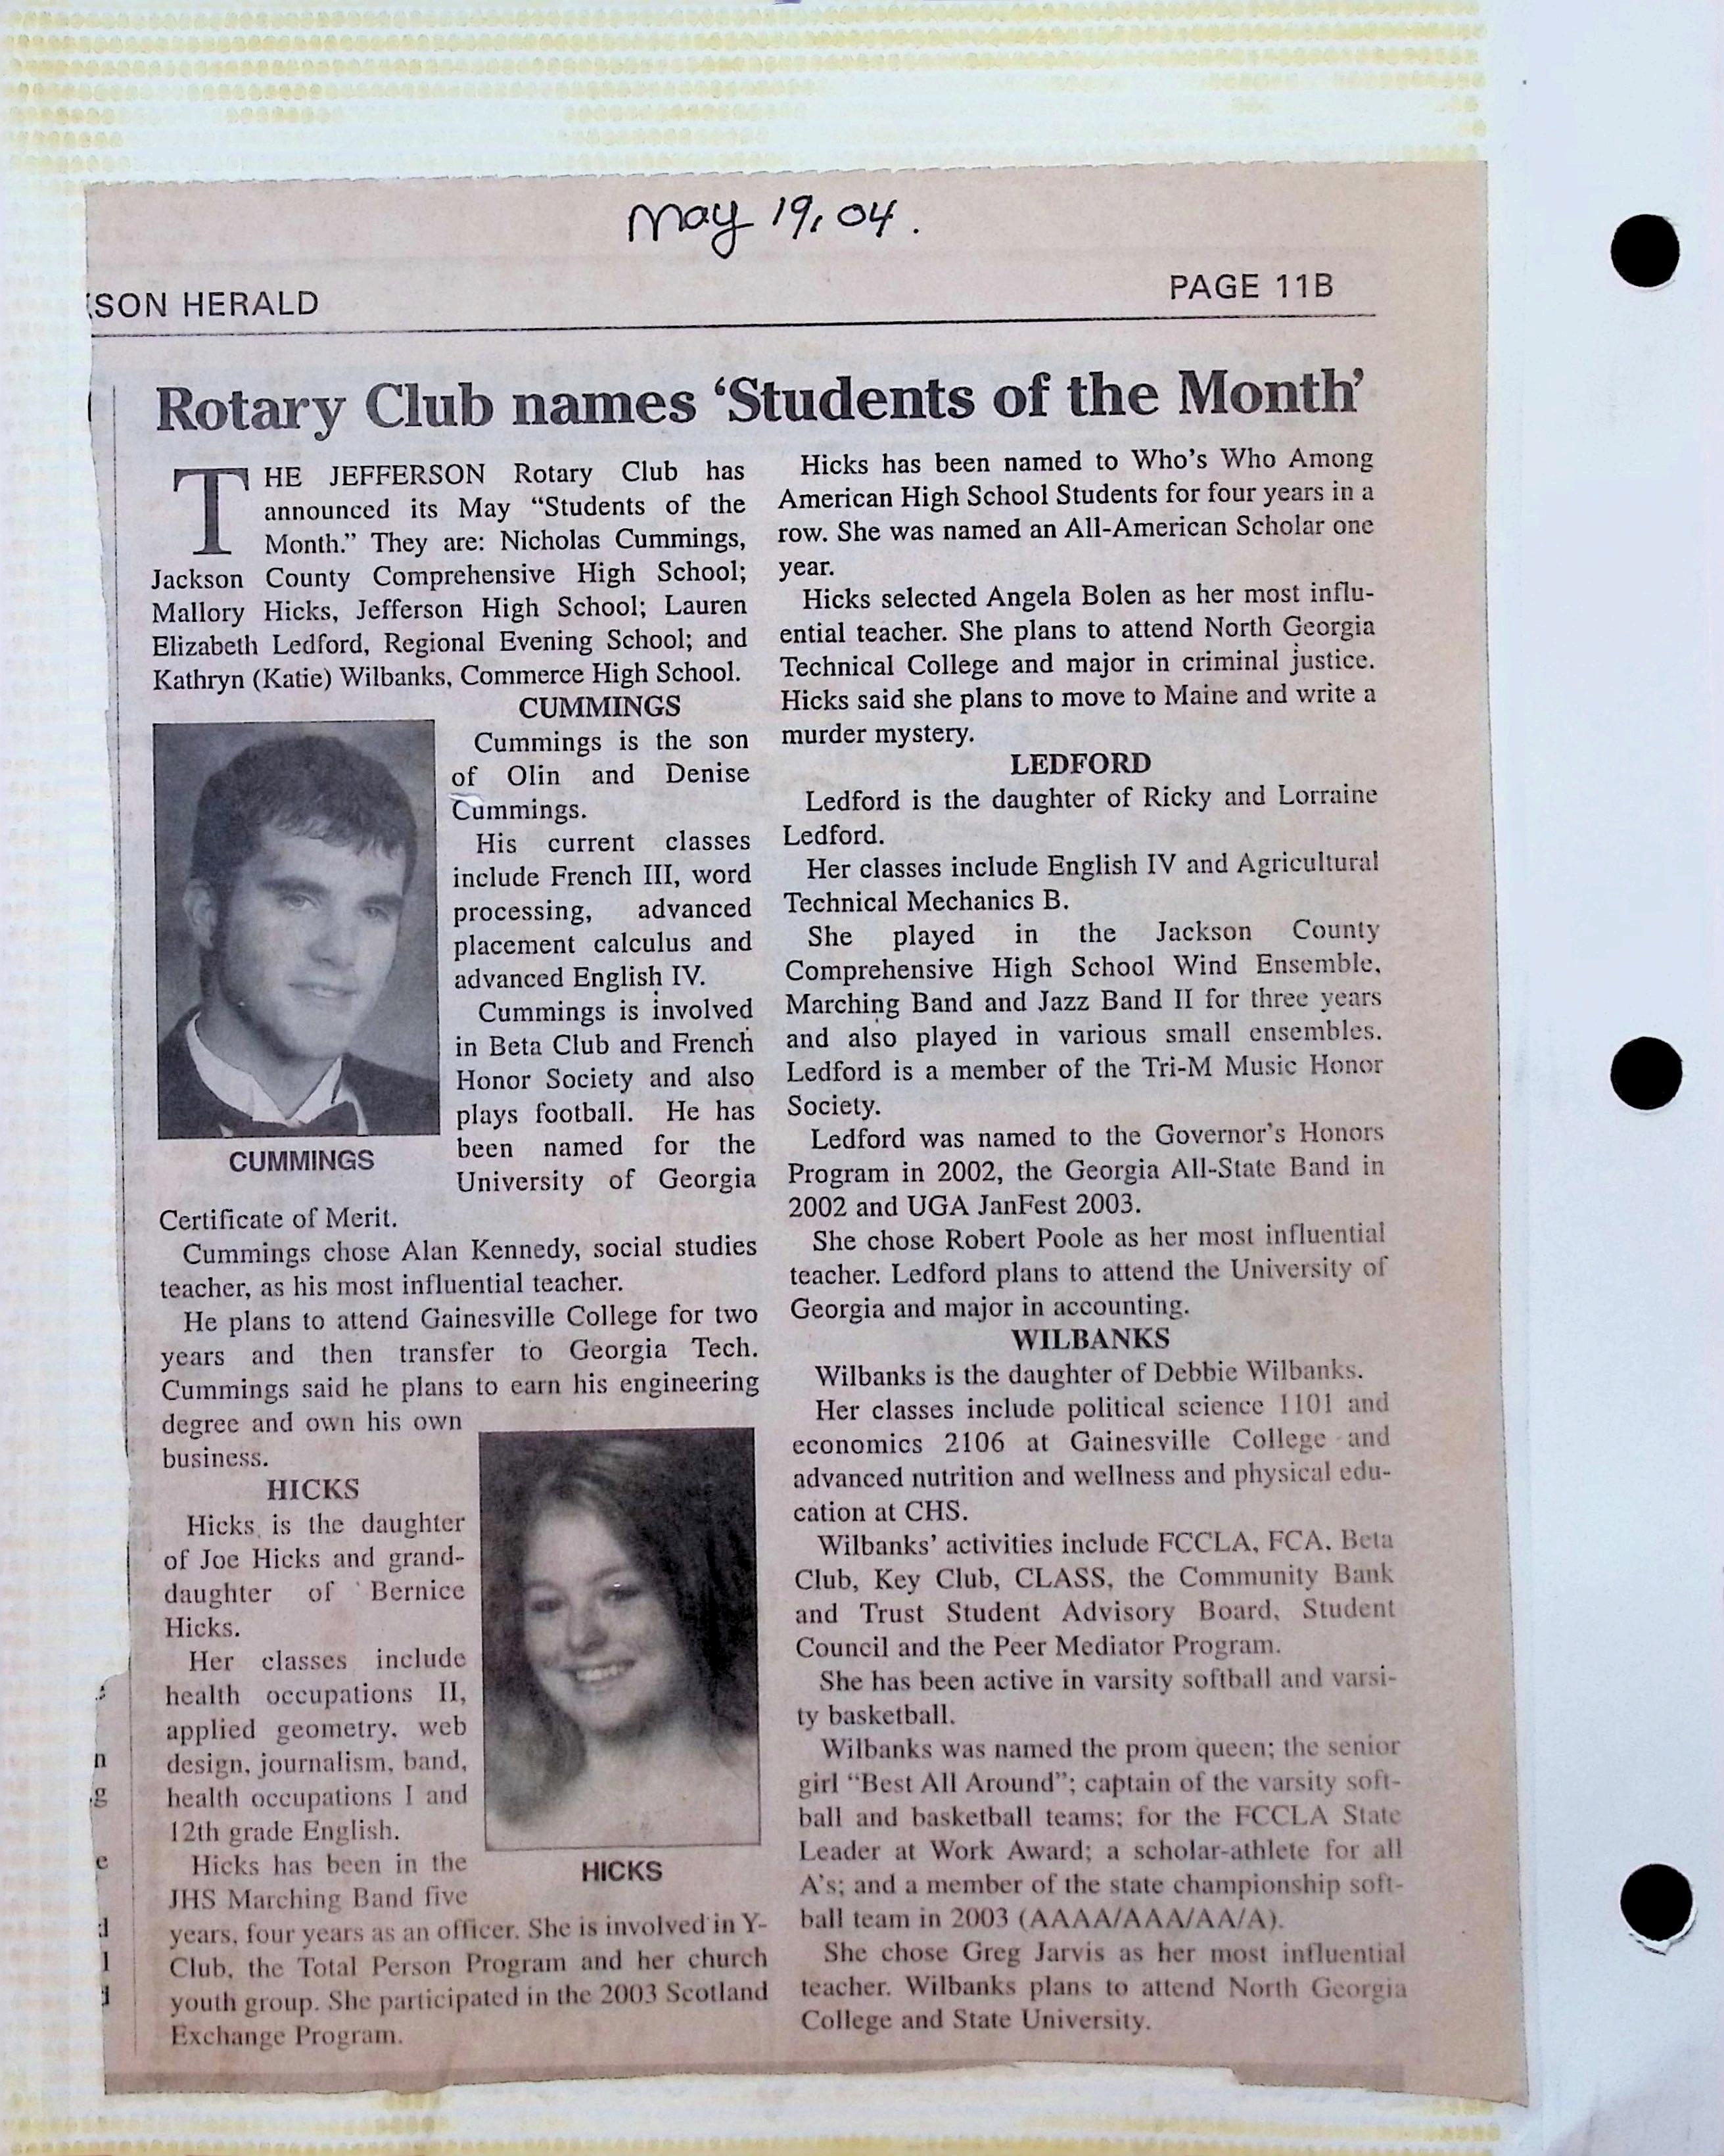 May 19, 04.
SON HERALD
PAGE 11B
Rotary Club names ‘Students of the Month’
THE JEFFERSON Rotary Club has
announced its May “Students of the
Month.” They are: Nicholas Cummings,
Jackson County Comprehensive High School;
Mallory Hicks, Jefferson High School; Lauren
Elizabeth Ledford, Regional Evening School; and
Kathryn (Katie) Wilbanks, Commerce High School.
CUMMINGS
Cummings is the son
of Olin and Denise
Cummings.
His current classes
include French III, word
processing, advanced
placement calculus and
advanced English IV.
Cummings is involved
in Beta Club and French
Honor Society and also
plays football. He has
been named for the
University of Georgia
CUMMINGS
Certificate of Merit.
Cummings chose Alan Kennedy, social studies
teacher, as his most influential teacher.
He plans to attend Gainesville College for two
years and then transfer to Georgia Tech.
Cummings said he plans to earn his engineering
degree and own his own
business.
HICKS
Hicks is the daughter
of Joe Hicks and grand-
daughter of Bernice
Hicks.
Her classes include
health occupations II,
applied geometry, web
design, journalism, band,
health occupations I and
12th grade English.
Hicks has been in the
JHS Marching Band five
HICKS
years, four years as an officer. She is involved in Y-
Club, the Total Person Program and her church
youth group. She participated in the 2003 Scotland
Exchange Program.
Hicks has been named to Who’s Who Among
American High School Students for four years in a
row. She was named an All-American Scholar one
year.
Hicks selected Angela Bolen as her most influ-
ential teacher. She plans to attend North Georgia
Technical College and major in criminal justice.
Hicks said she plans to move to Maine and write a
murder mystery.
LEDFORD
Ledford is the daughter of Ricky and Lorraine
Ledford.
Her classes include English IV and Agricultural
Technical Mechanics B.
She played in the Jackson County
Comprehensive High School Wind Ensemble,
Marching Band and Jazz Band II for three years
and also played in various small ensembles.
Ledford is a member of the Tri-M Music Honor
Society.
Ledford was named to the Governor’s Honors
Program in 2002, the Georgia All-State Band in
2002 and UGA JanFest 2003.
She chose Robert Poole as her most influential
teacher. Ledford plans to attend the University of
Georgia and major in accounting.
WILBANKS
Wilbanks is the daughter of Debbie Wilbanks.
Her classes include political science 1101 and
economics 2106 at Gainesville College and
advanced nutrition and wellness and physical edu-
cation at CHS.
Wilbanks’ activities include FCCLA, FCA, Beta
Club, Key Club, CLASS, the Community Bank
and Trust Student Advisory Board, Student
Council and the Peer Mediator Program.
She has been active in varsity softball and varsi-
ty basketball.
Wilbanks was named the prom queen; the senior
girl “Best All Around”; captain of the varsity soft-
ball and basketball teams; for the FCCLA State
Leader at Work Award; a scholar-athlete for all
A’s; and a member of the state championship soft-
ball team in 2003 (AAAA/AAA/AA/A).
She chose Greg Jarvis as her most influential
teacher. Wilbanks plans to attend North Georgia
College and State University.